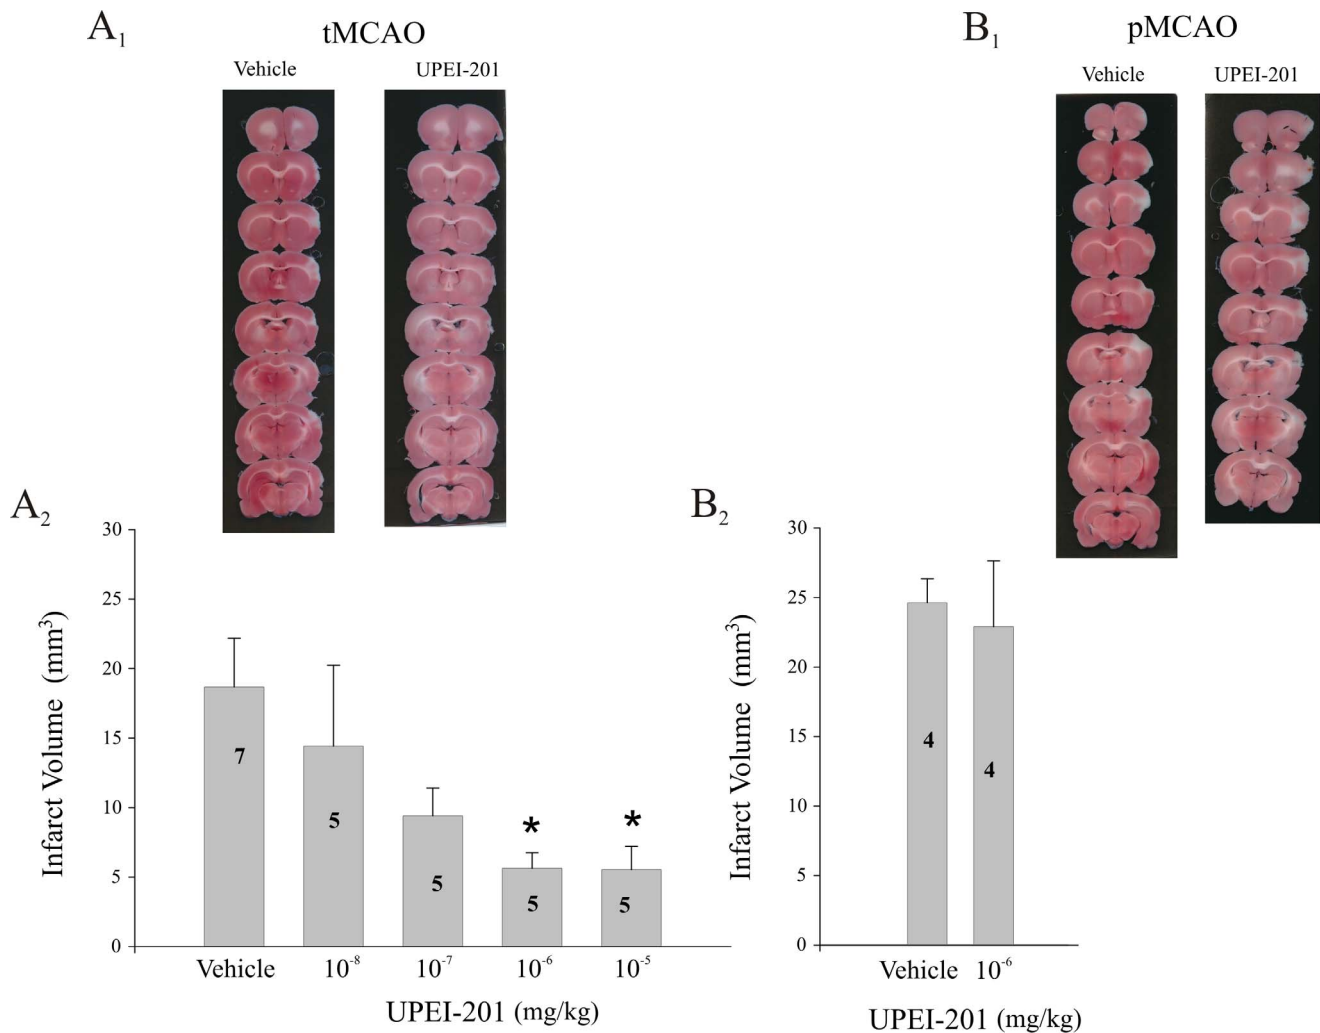 A₁
tMCAO
Vehicle
UPEI-201
B₁
pMCAO
Vehicle
UPEI-201
A₂
Infarct Volume (mm³)
30
25
20
15
10
5
0
7
5
5
*
5
*
5
Vehicle
10⁻⁸
10⁻⁷
10⁻⁶
10⁻⁵
UPEI-201 (mg/kg)
B₂
Infarct Volume (mm³)
30
25
20
15
10
5
0
4
4
Vehicle
10⁻⁶
UPEI-201 (mg/kg)